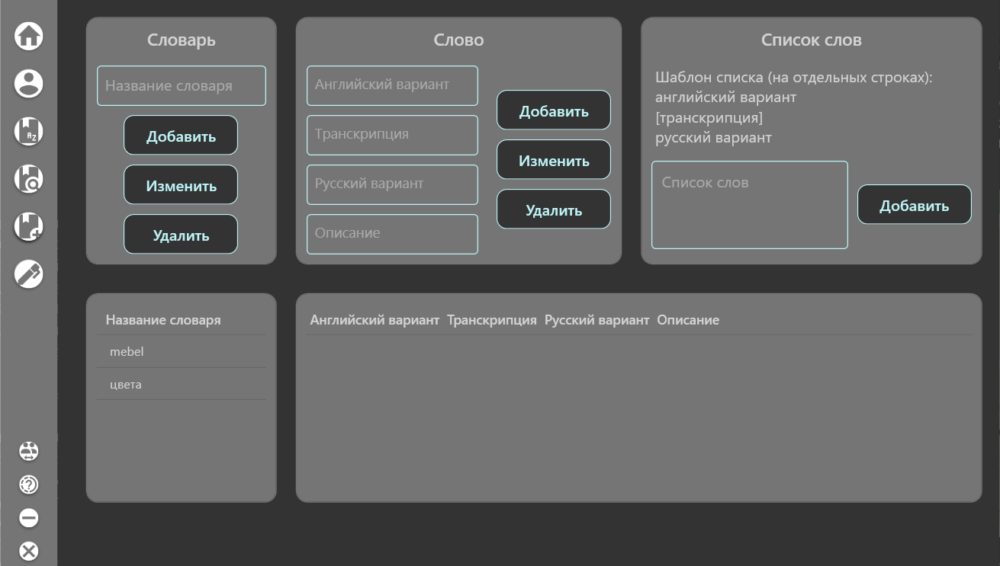 Словарь
Название словаря
Добавить
Изменить
Удалить
Слово
Английский вариант
Транскрипция
Русский вариант
Описание
Добавить
Изменить
Удалить
Список слов
Шаблон списка (на отдельных строках):
английский вариант
[транскрипция]
русский вариант
Список слов
Добавить
Название словаря
mebel
цвета
Английский вариант Транскрипция Русский вариант Описание